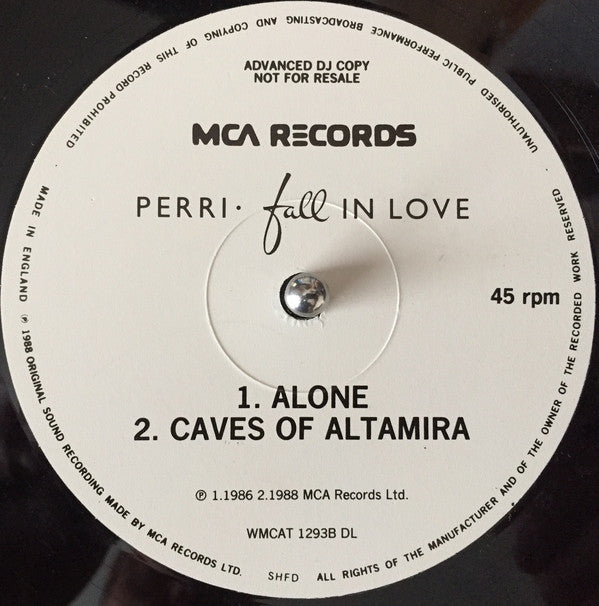 ADVANCED DJ COPY
NOT FOR RESALE
MCA RECORDS
PERRI · fall IN LOVE
45 rpm
1. ALONE
2. CAVES OF ALTAMIRA
℗ 1.1986 2.1988 MCA Records Ltd.
WMCAT 1293B DL
SHFD
MADE IN ENGLAND ℗ 1988 ORIGINAL SOUND RECORDING MADE BY MCA RECORDS LTD.
ALL RIGHTS OF THE MANUFACTURER AND OF THE OWNER OF THE RECORDED WORK RESERVED
UNAUTHORISED PUBLIC PERFORMANCE BROADCASTING AND COPYING OF THIS RECORD PROHIBITED